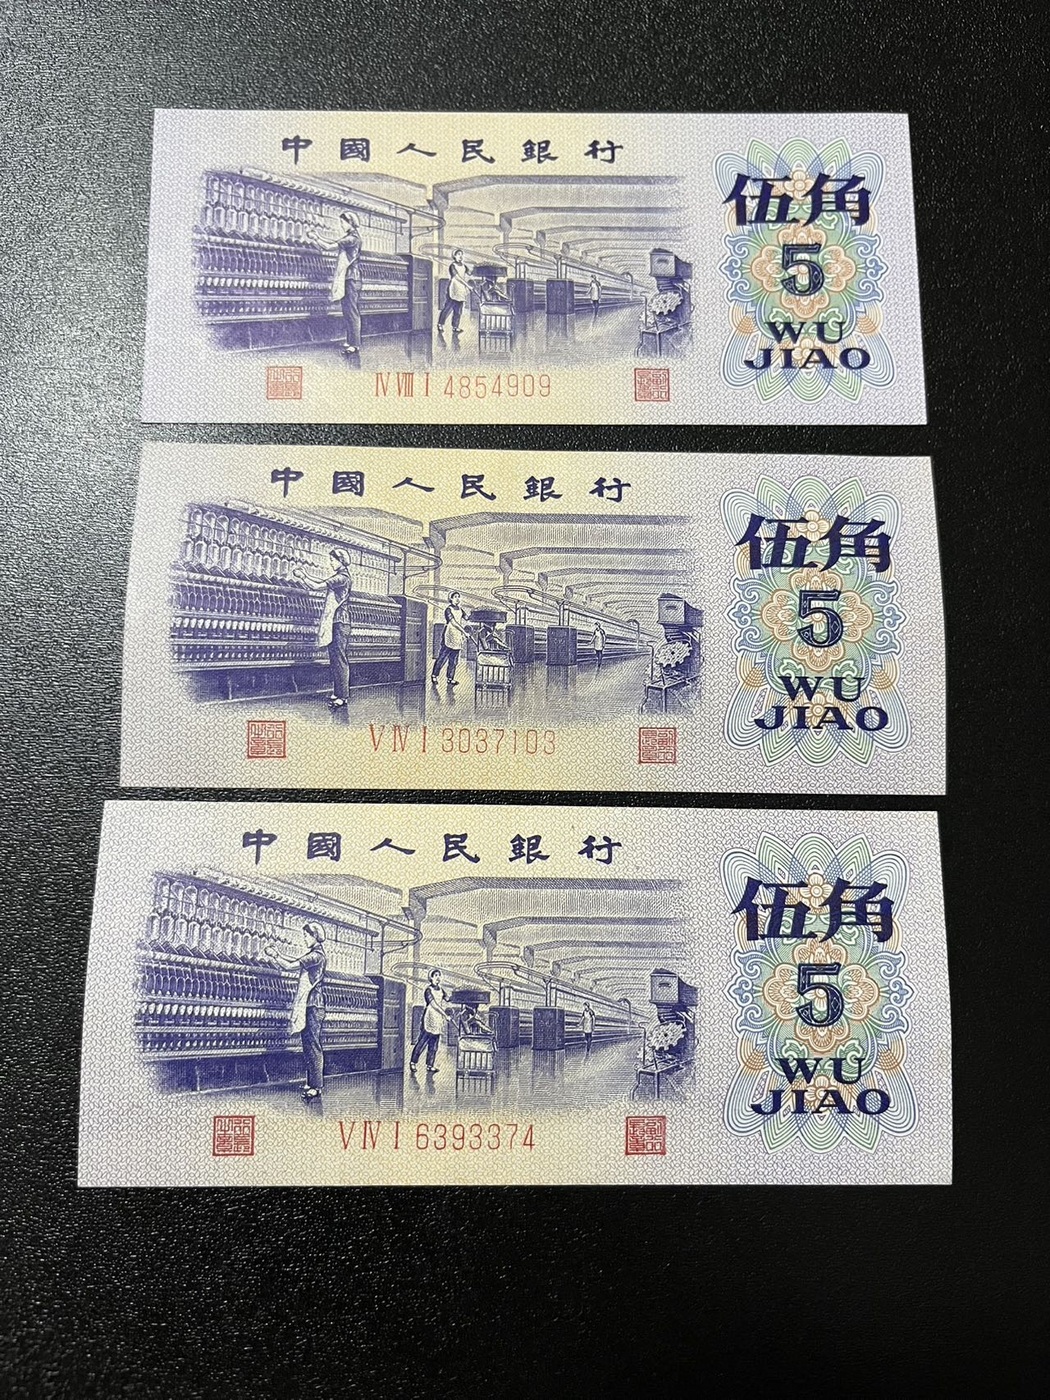 中國人民銀行
伍角
5
WU
JIAO
Ⅳ Ⅷ Ⅰ 4854909
中國人民銀行
伍角
5
WU
JIAO
Ⅴ Ⅳ Ⅰ 3037103
中國人民銀行
伍角
5
WU
JIAO
Ⅴ Ⅳ Ⅰ 6393374